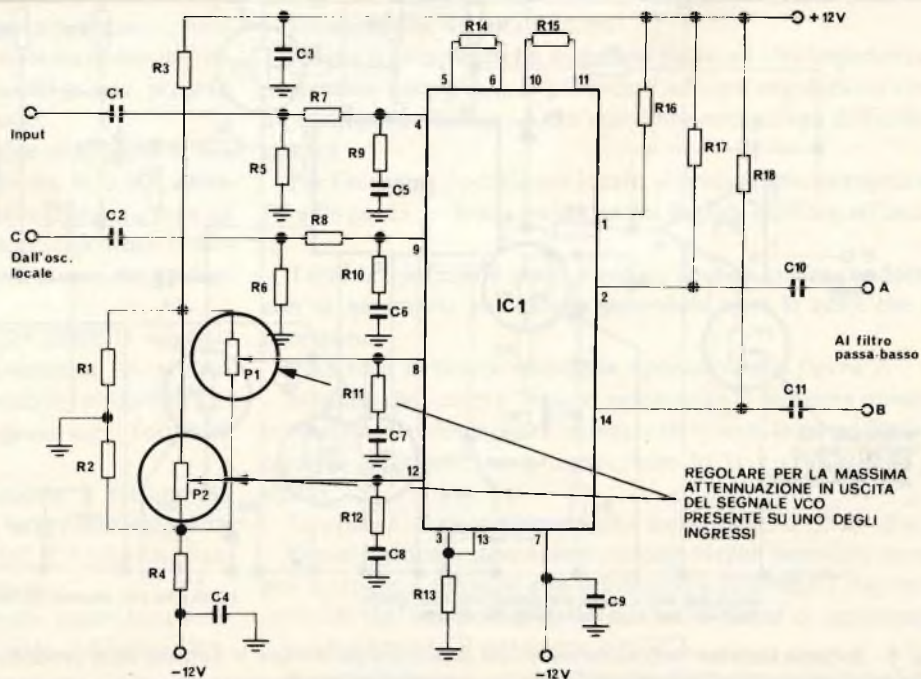 R14
R15
+12V
C3
R3
5
6
10
11
R16
C1
R7
4
R17
Input
R9
R5
R18
C5
C2
R8
1
C
9
Dall'osc.
locale
R10
R6
C6
IC1
2
C10
A
Al filtro
passa-basso
R1
P1
8
R11
C7
14
C11
B
R2
P2
12
REGOLARE PER LA MASSIMA
ATTENNUAZIONE IN USCITA
DEL SEGNALE VCO
PRESENTE SU UNO DEGLI
INGRESSI
R12
C8
3
13
7
R4
R13
C9
C4
-12V
-12V